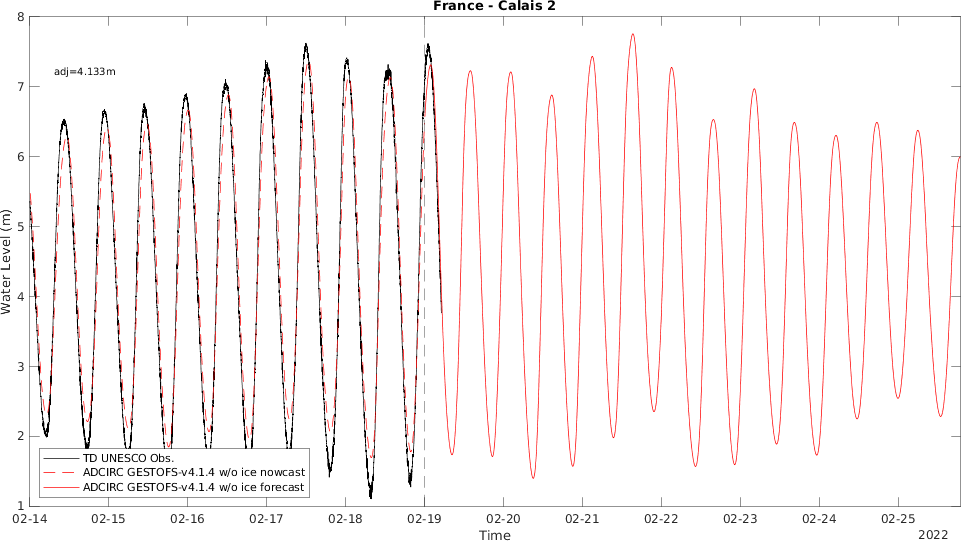 France - Calais 2
8
7
6
5
4
3
2
1
Water Level (m)
adj=4.133m
TD UNESCO Obs.
ADCIRC GESTOFS-v4.1.4 w/o ice nowcast
ADCIRC GESTOFS-v4.1.4 w/o ice forecast
02-14 02-15 02-16 02-17 02-18 02-19 02-20 02-21 02-22 02-23 02-24 02-25
Time
2022